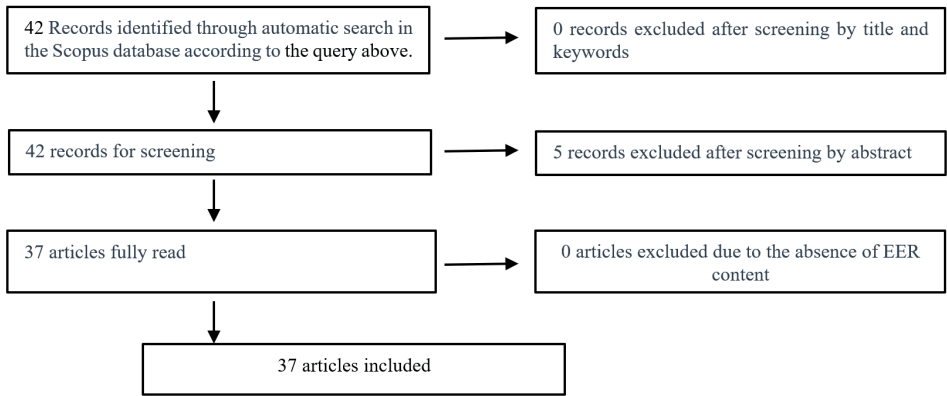 42 Records identified through automatic search in
the Scopus database according to the query above.
0 records excluded after screening by title and
keywords
42 records for screening
5 records excluded after screening by abstract
37 articles fully read
0 articles excluded due to the absence of EER
content
37 articles included